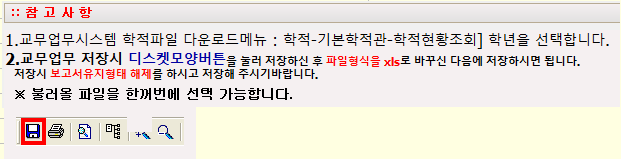 :: 참 고 사 항
1.교무업무시스템 학적파일 다운로드메뉴 : 학적-기본학적관-학적현황조회] 학년을 선택합니다.
2.교무업무 저장시 디스켓모양버튼을 눌러 저장하신 후 파일형식을 xls로 바꾸신 다음에 저장하시면 됩니다.
저장시 보고서유지형태 해제를 하시고 저장해 주시기바랍니다.
※ 불러올 파일을 한꺼번에 선택 가능합니다.